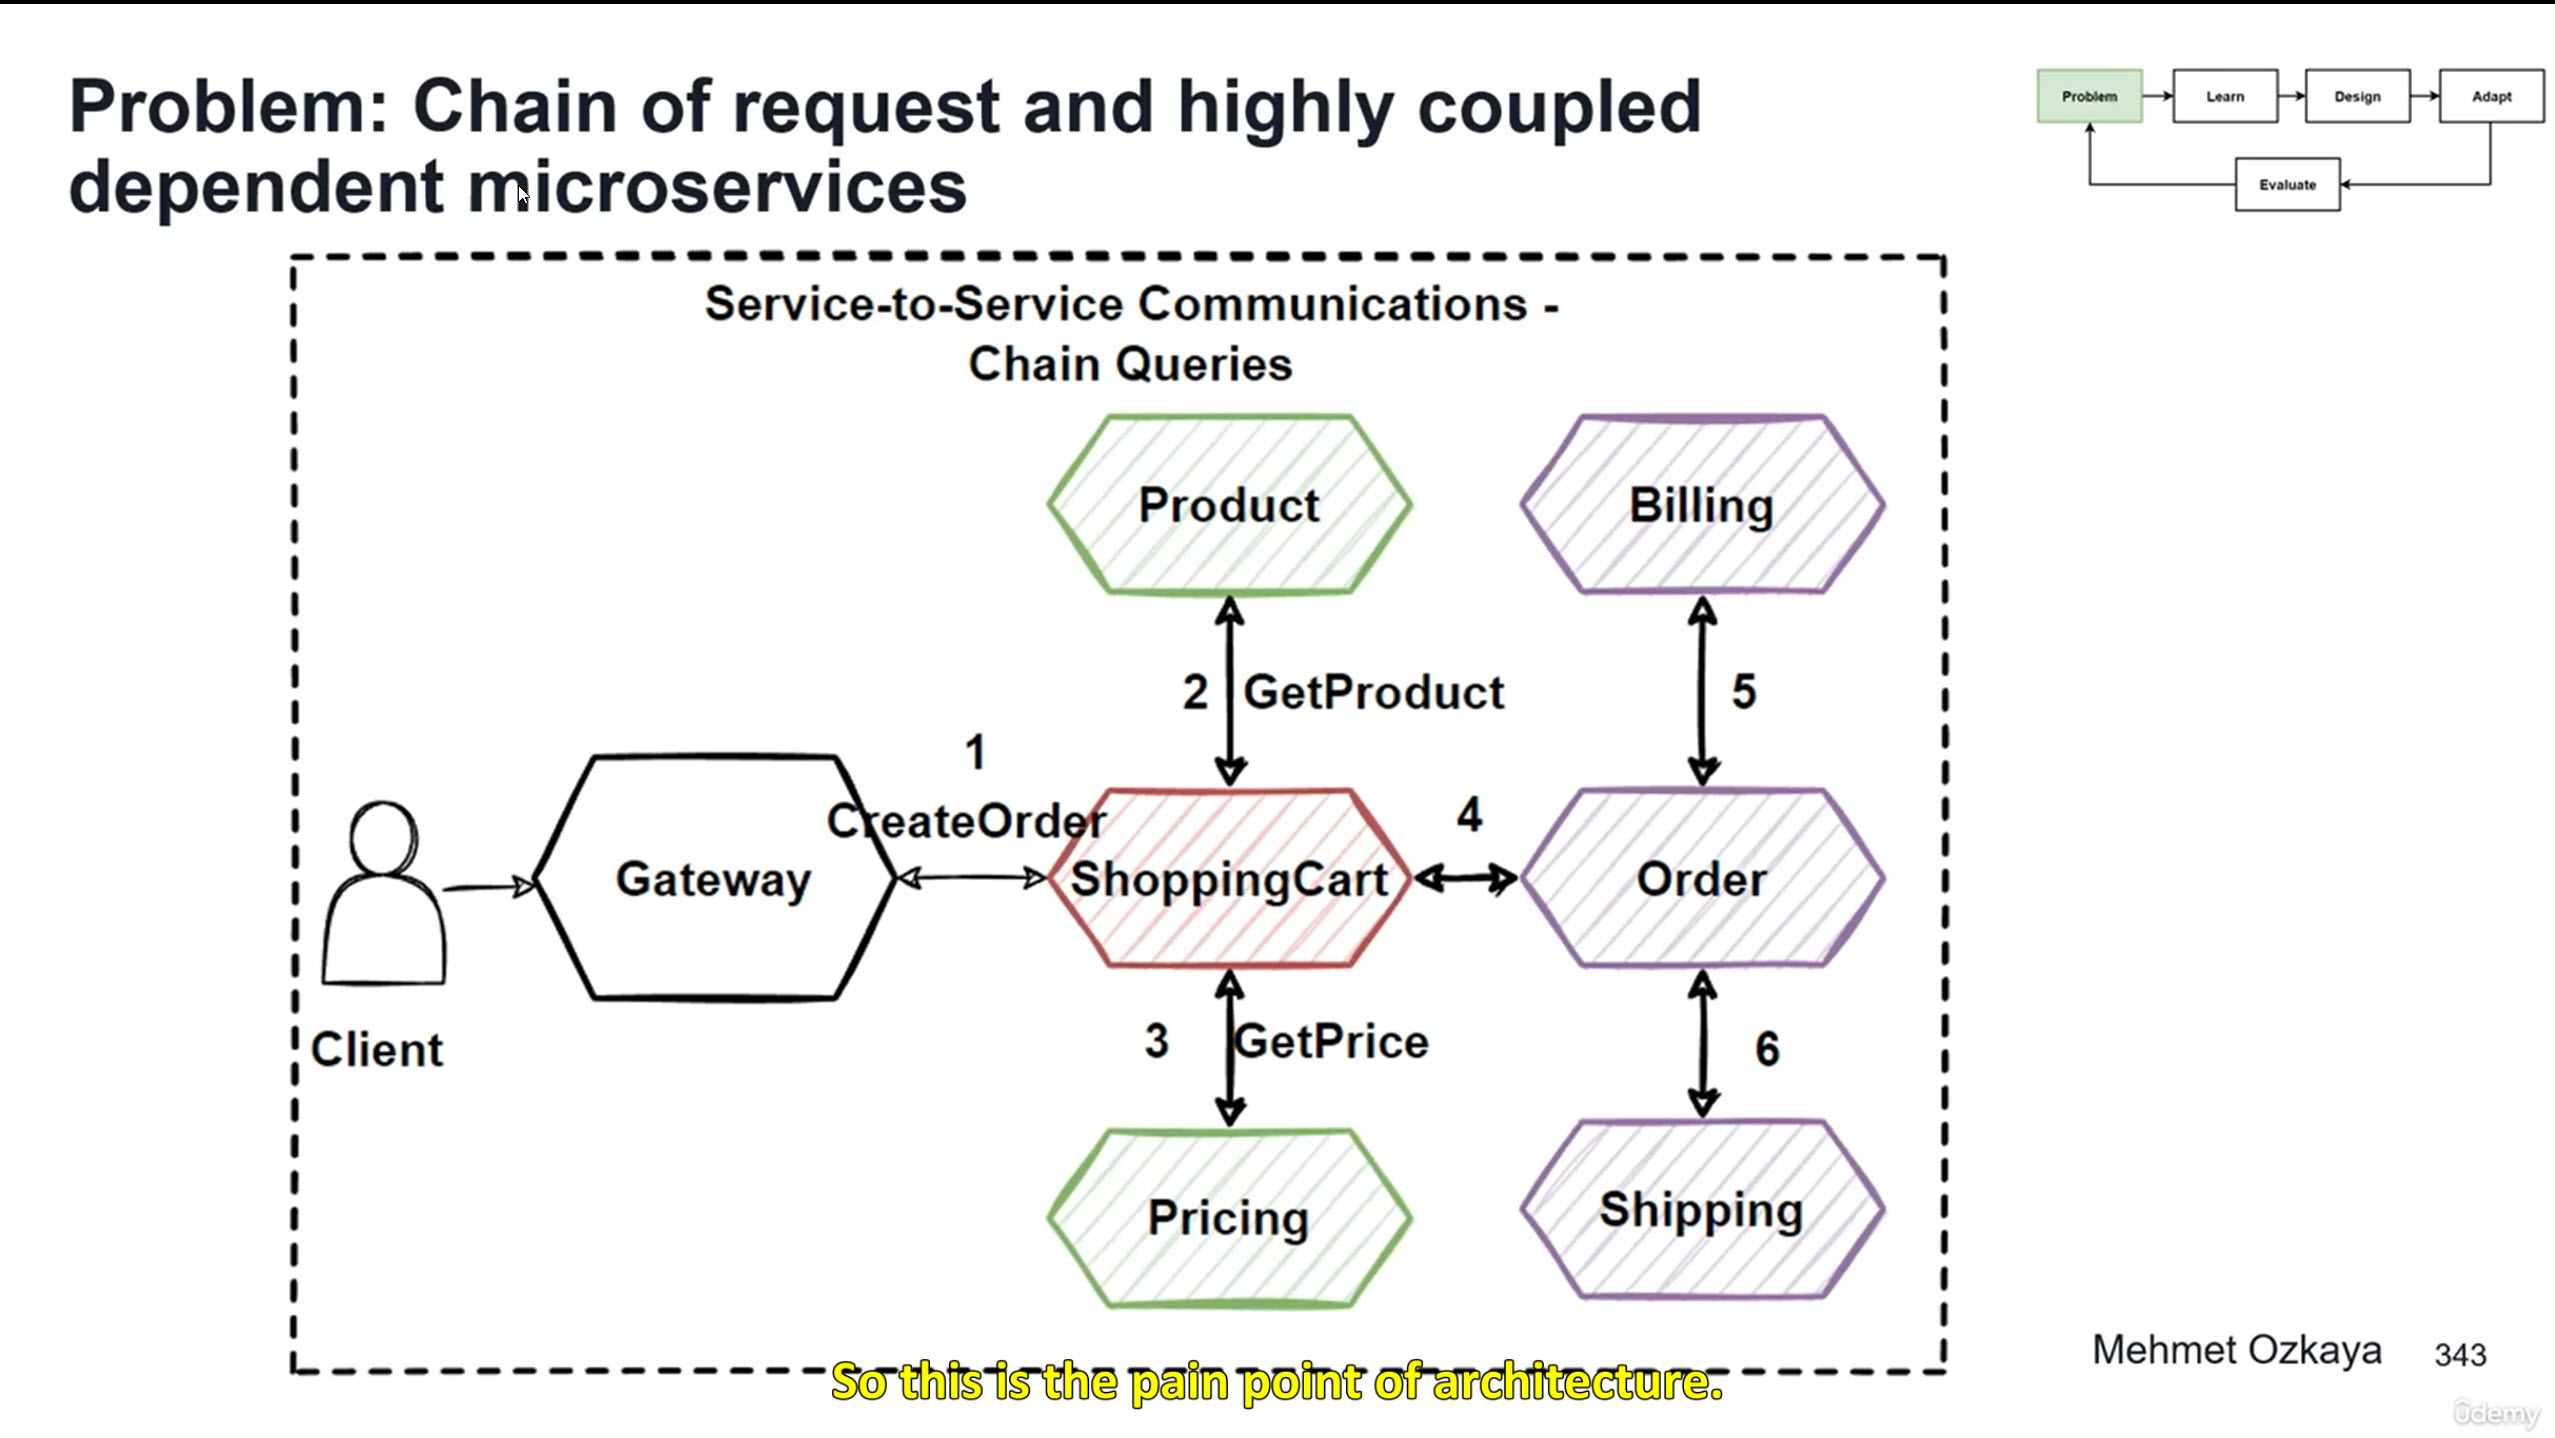 Problem: Chain of request and highly coupled
dependent microservices
Problem
Learn
Design
Adapt
Evaluate
Service-to-Service Communications -
Chain Queries
Product
Billing
2
GetProduct
5
1
CreateOrder
4
Gateway
ShoppingCart
Order
Client
3
GetPrice
6
Pricing
Shipping
Mehmet Ozkaya
343
So this is the pain point of architecture.
ûdemy